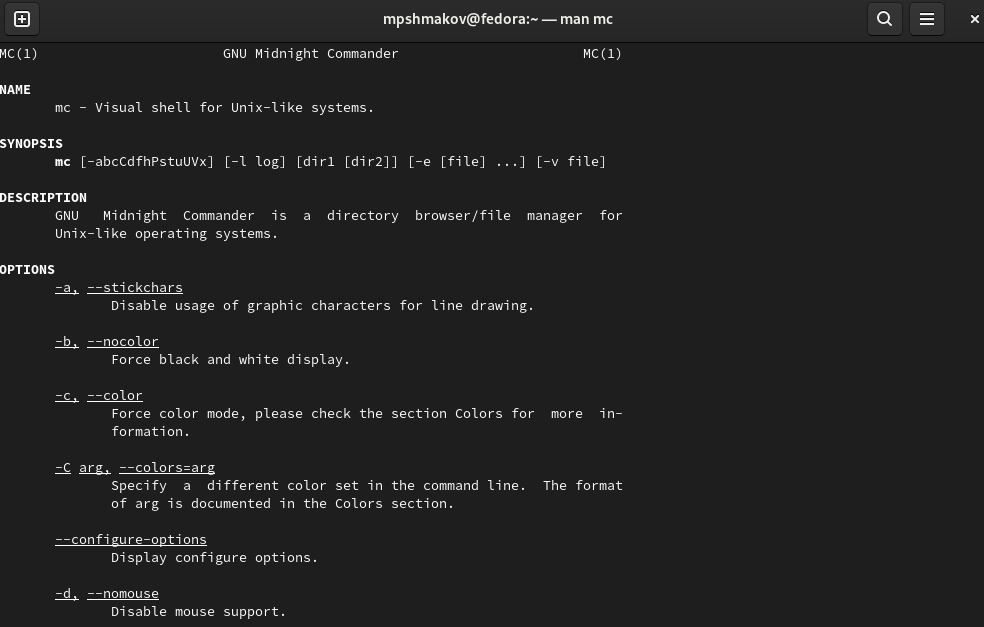 mpshmakov@fedora:~ — man mc
MC(1) GNU Midnight Commander MC(1)
NAME
mc - Visual shell for Unix-like systems.
SYNOPSIS
mc [-abcCdfhPstuUVx] [-l log] [dir1 [dir2]] [-e [file] ...] [-v file]
DESCRIPTION
GNU Midnight Commander is a directory browser/file manager for
Unix-like operating systems.
OPTIONS
-a, --stickchars
Disable usage of graphic characters for line drawing.
-b, --nocolor
Force black and white display.
-c, --color
Force color mode, please check the section Colors for more in-
formation.
-C arg, --colors=arg
Specify a different color set in the command line. The format
of arg is documented in the Colors section.
--configure-options
Display configure options.
-d, --nomouse
Disable mouse support.